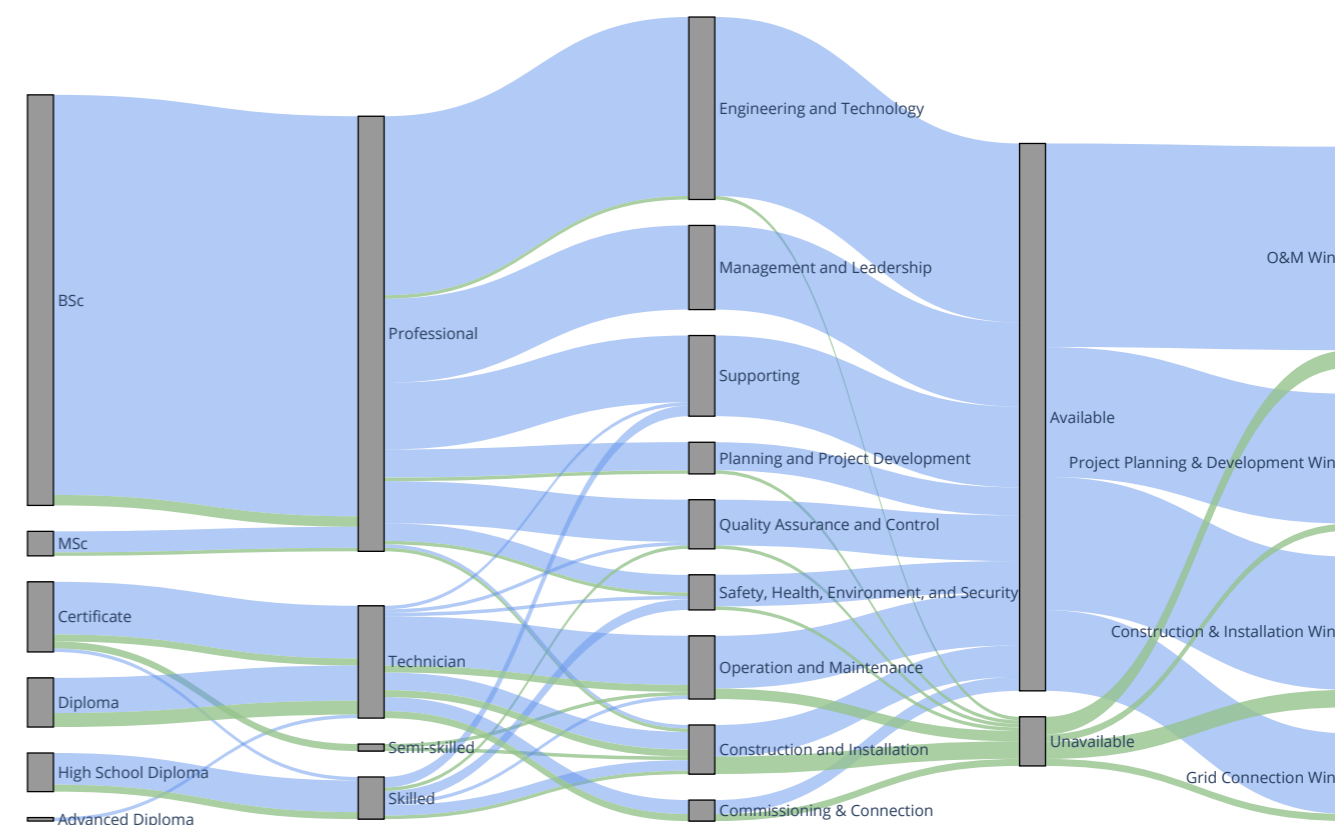 BSc
MSc
Certificate
Diploma
High School Diploma
Advanced Diploma
Professional
Technician
Semi-skilled
Skilled
Engineering and Technology
Management and Leadership
Supporting
Planning and Project Development
Quality Assurance and Control
Safety, Health, Environment, and Security
Operation and Maintenance
Construction and Installation
Commissioning & Connection
Available
Unavailable
O&M Win
Project Planning & Development Win
Construction & Installation Win
Grid Connection Win